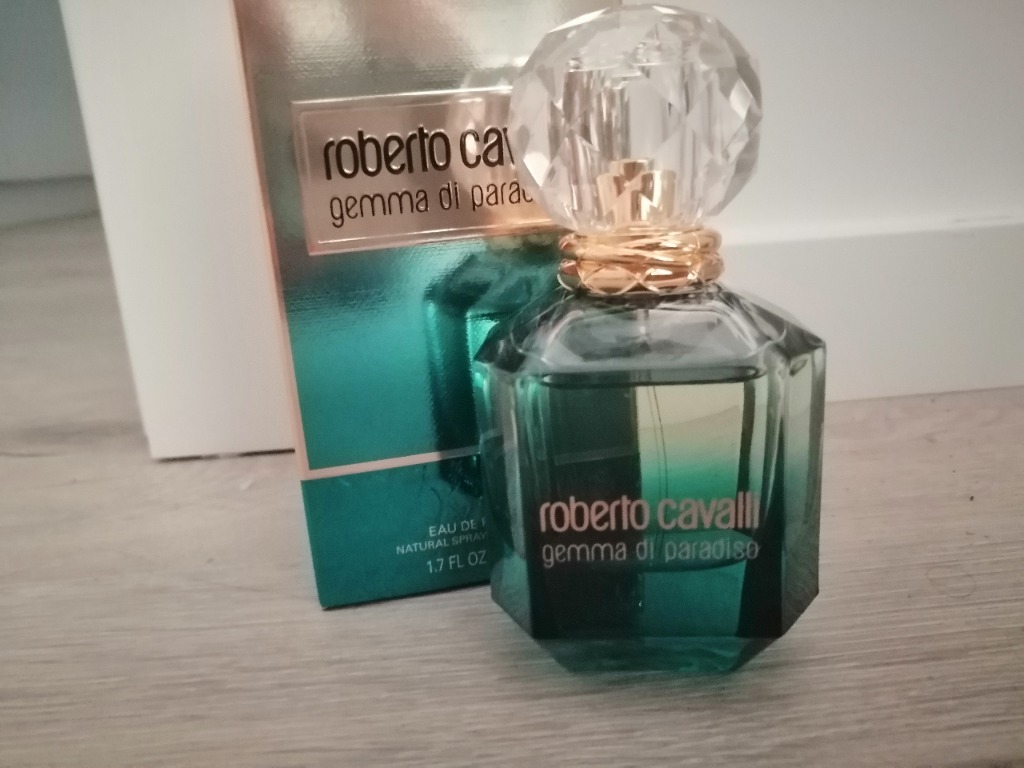 roberto cav
gemma di parad
EAU DE
NATURAL SPRAY
1.7 FL OZ
roberto cavalli
gemma di paradiso